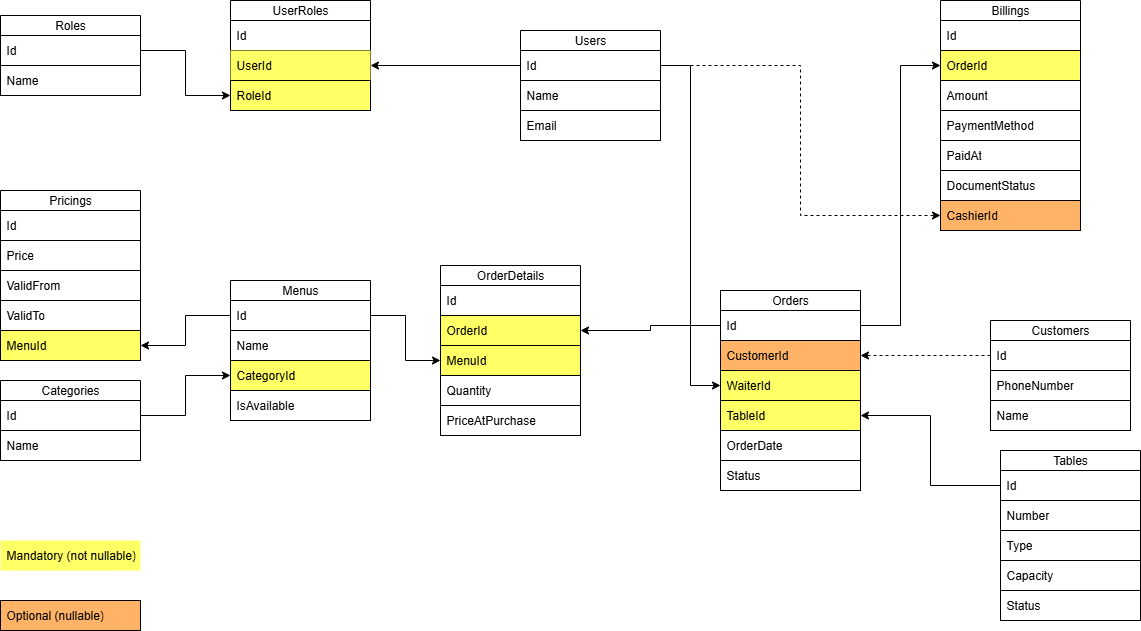 Roles
Id
Name
UserRoles
Id
UserId
RoleId
Users
Id
Name
Email
Billings
Id
OrderId
Amount
PaymentMethod
PaidAt
DocumentStatus
CashierId
Pricings
Id
Price
ValidFrom
ValidTo
MenuId
Categories
Id
Name
Menus
Id
Name
CategoryId
IsAvailable
OrderDetails
Id
OrderId
MenuId
Quantity
PriceAtPurchase
Orders
Id
CustomerId
WaiterId
TableId
OrderDate
Status
Customers
Id
PhoneNumber
Name
Tables
Id
Number
Type
Capacity
Status
Mandatory (not nullable)
Optional (nullable)